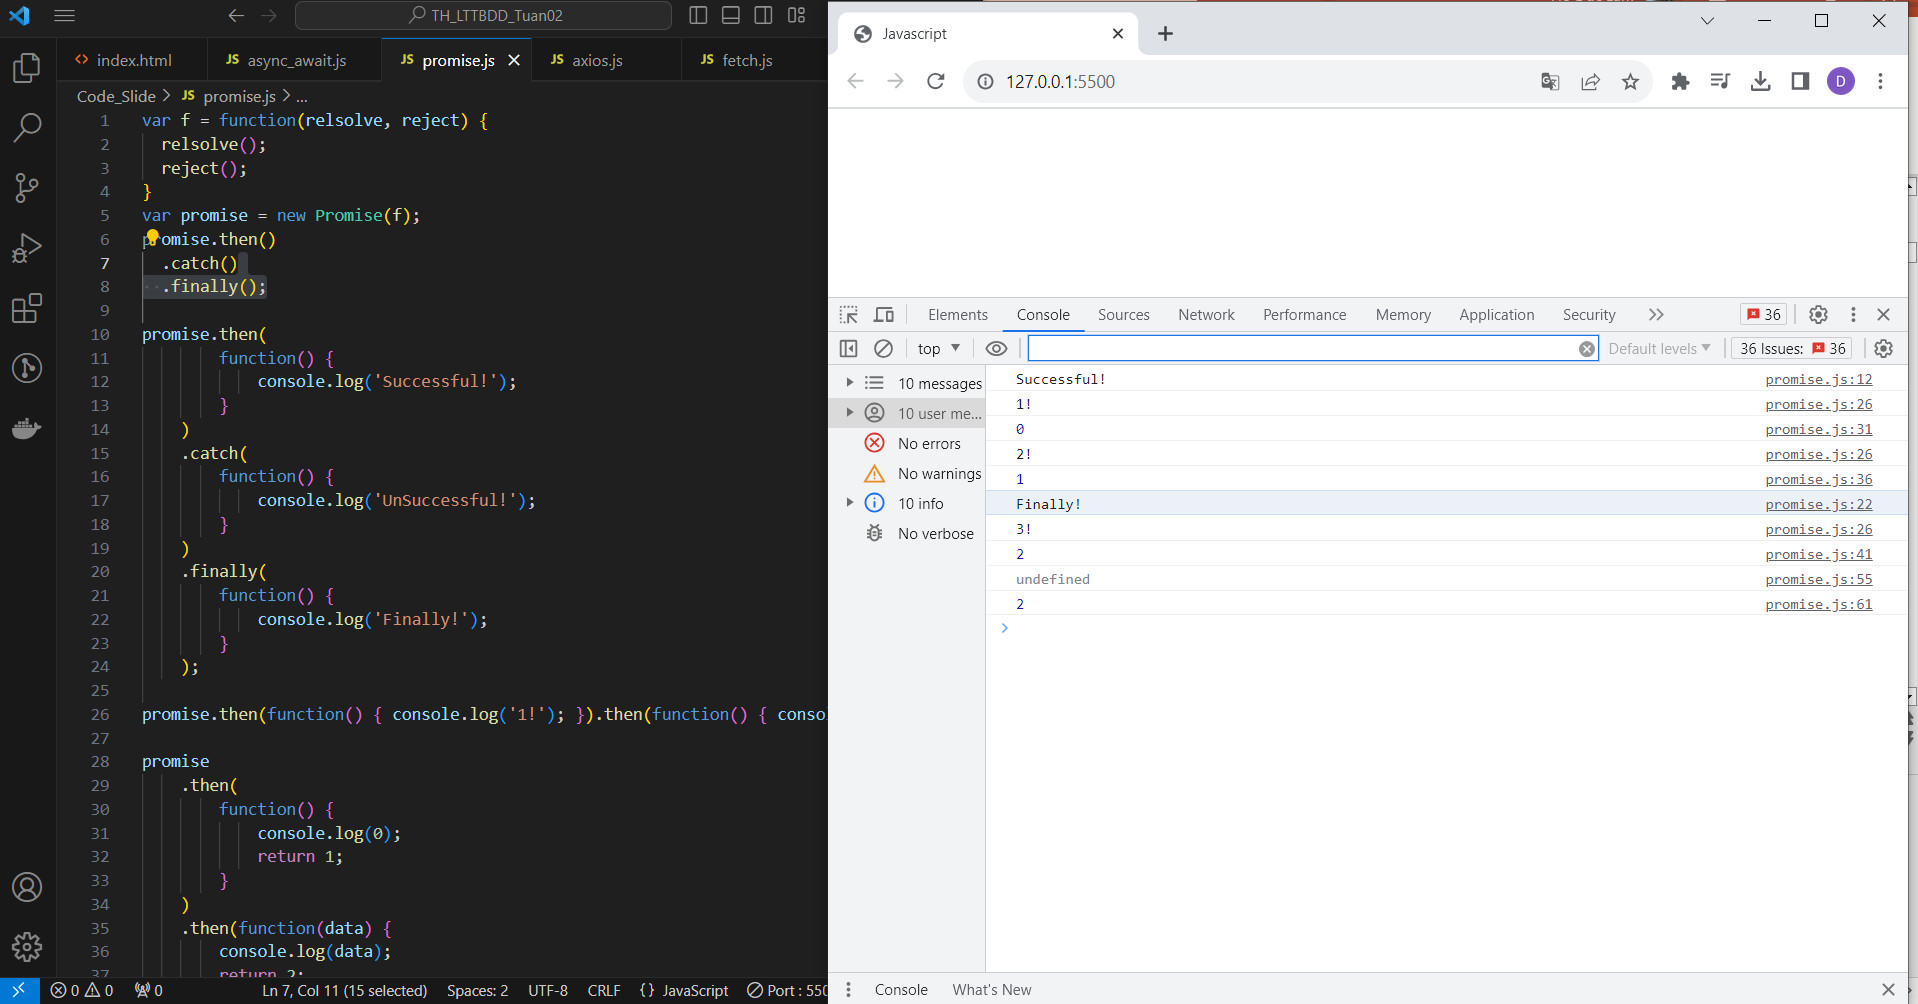 TH_LTTBDD_Tuan02
index.html
JS async_await.js
JS promise.js
JS axios.js
JS fetch.js
Code_Slide > JS promise.js > ...
1 var f = function(relsolve, reject) {
2 relsolve();
3 reject();
4 }
5 var promise = new Promise(f);
6 promise.then()
7 .catch()
8 .finally();
9
10 promise.then(
11 function() {
12 console.log('Successful!');
13 }
14 )
15 .catch(
16 function() {
17 console.log('UnSuccessful!');
18 }
19 )
20 .finally(
21 function() {
22 console.log('Finally!');
23 }
24 );
25
26 promise.then(function() { console.log('1!'); }).then(function() { conso
27
28 promise
29 .then(
30 function() {
31 console.log(0);
32 return 1;
33 }
34 )
35 .then(function(data) {
36 console.log(data);
37 return 2;
0 0 0
Ln 7, Col 11 (15 selected)
Spaces: 2
UTF-8
CRLF
{} JavaScript
Port : 550
Javascript
127.0.0.1:5500
D
Elements
Console
Sources
Network
Performance
Memory
Application
Security
36
top
Default levels
36 Issues: 36
10 messages
10 user me...
No errors
No warnings
10 info
No verbose
Successful! promise.js:12
1! promise.js:26
0 promise.js:31
2! promise.js:26
1 promise.js:36
Finally! promise.js:22
3! promise.js:26
2 promise.js:41
undefined promise.js:55
2 promise.js:61
Console
What's New